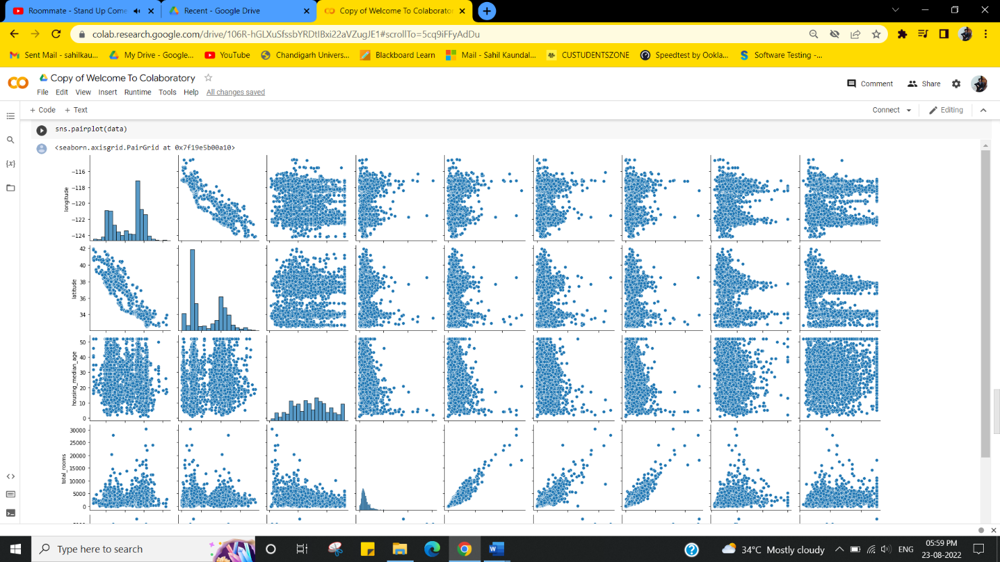 Roommate - Stand Up Come
Recent - Google Drive
Copy of Welcome To Colaborato
colab.research.google.com/drive/106R-hGLXuSfssbYRDtIBxi22aVZugJE1#scrollTo=5cq9iFFyAdDu
Sent Mail - sahilkau...
My Drive - Google...
YouTube
Chandigarh Univers...
Blackboard Learn
Mail - Sahil Kaundal...
CUSTUDENTSZONE
Speedtest by Ookla...
Software Testing -...
Copy of Welcome To Colaboratory
File Edit View Insert Runtime Tools Help All changes saved
Comment
Share
+ Code + Text
Connect
Editing
sns.pairplot(data)
<seaborn.axisgrid.PairGrid at 0x7f19e5b00a10>
longitude
−116
−118
−120
−122
−124
latitude
42
40
38
36
34
housing_median_age
50
40
30
20
10
0
total_rooms
30000
25000
20000
15000
10000
5000
0
Type here to search
34°C Mostly cloudy
ENG
05:59 PM
23-08-2022